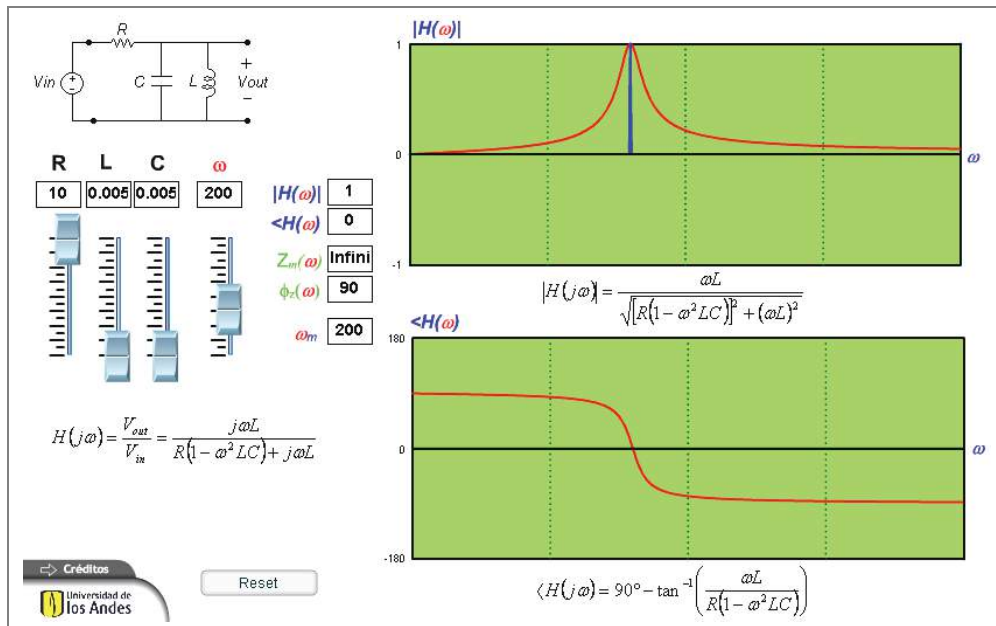 |H(ω)|
R
Vin
C
L
+
Vout
−
1
0
-1
ω
R L C ω
10 0.005 0.005 200
|H(ω)| 1
<H(ω) 0
Zm(ω) Infini
ϕz(ω) 90
ωm 200
|H(jω)| = ωL / √([R(1 − ω²LC)]² + (ωL)²)
<H(ω)
180
0
-180
ω
H(jω) = Vout / Vin = jωL / (R(1 − ω²LC) + jωL)
Créditos
Universidad de
los Andes
Reset
⟨H(jω) = 90° − tan⁻¹(ωL / (R(1 − ω²LC)))